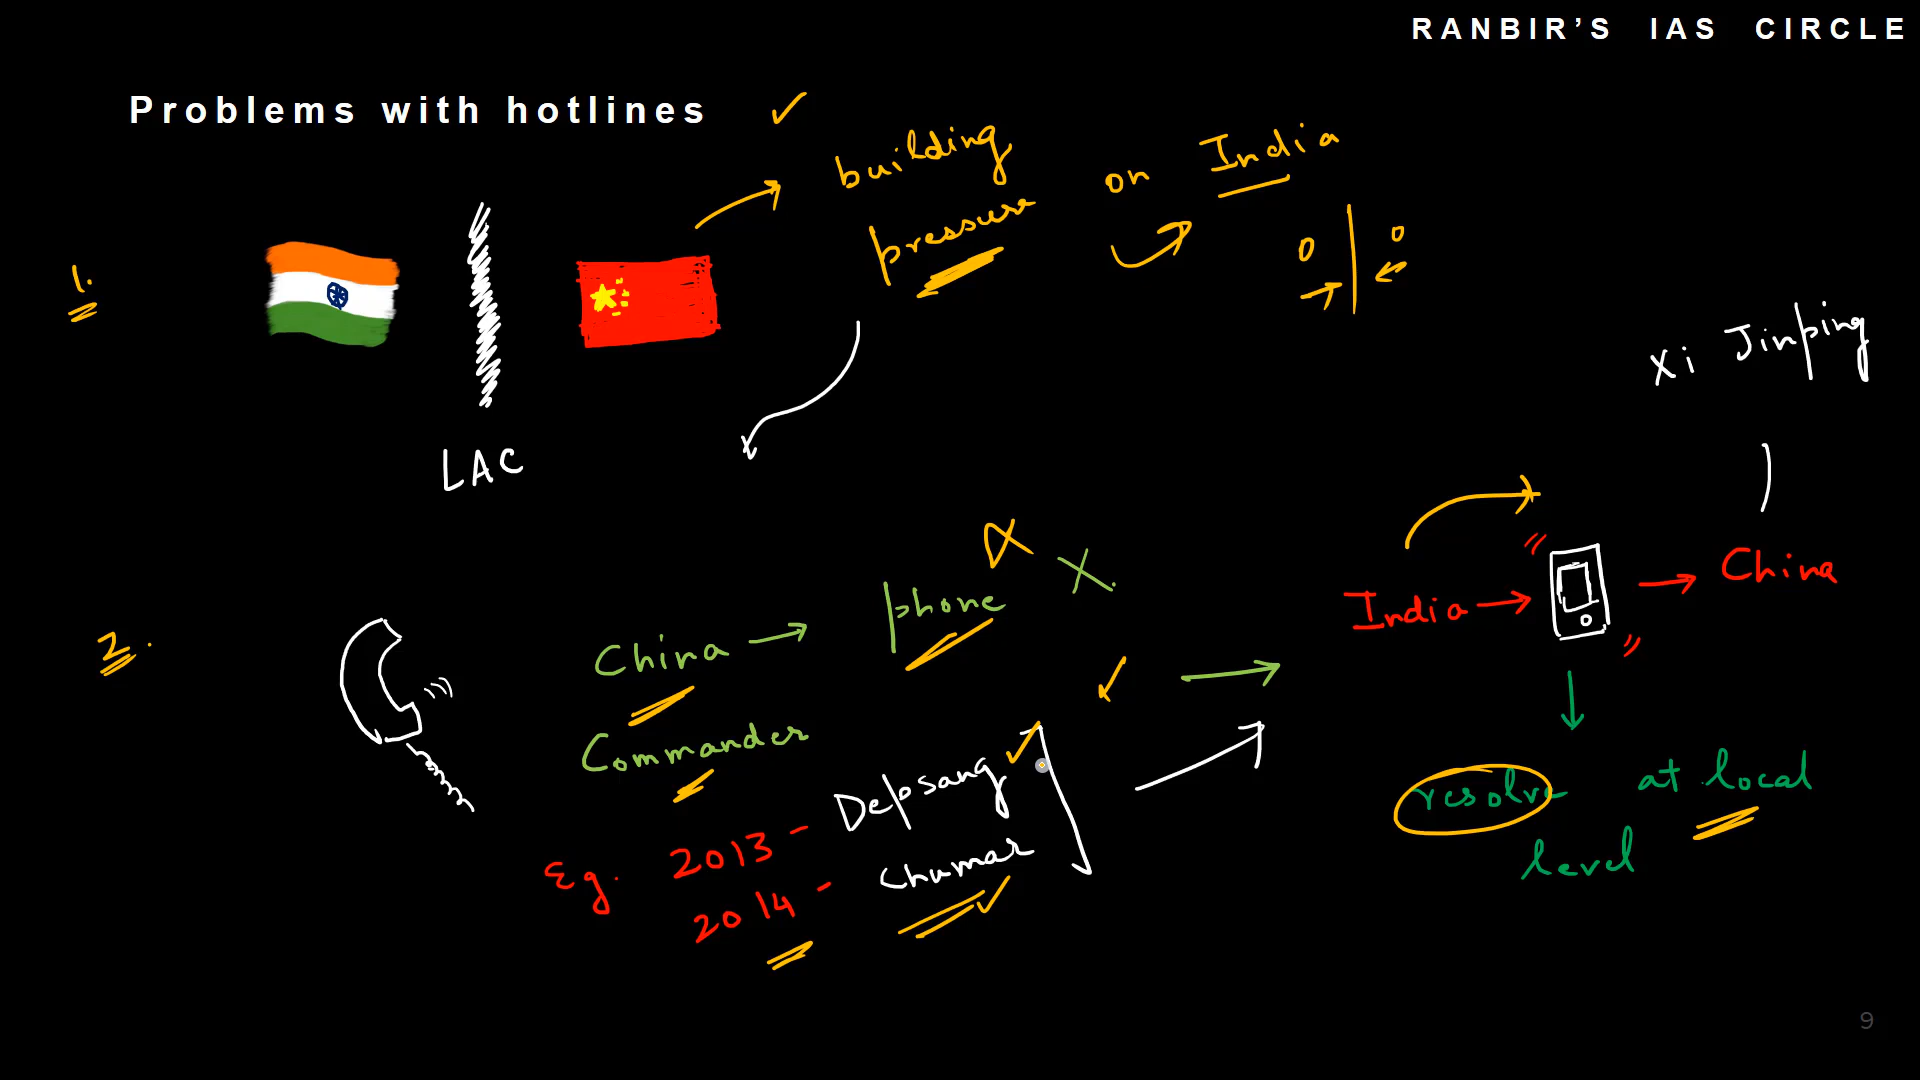 RANBIR'S IAS CIRCLE
Problems with hotlines
1.
building
pressure
on India
LAC
Xi Jinping
2.
China → phone X.
Commander
India → → China
resolve at local
level
Eg. 2013 - Depsang
2014 - Chumar
9